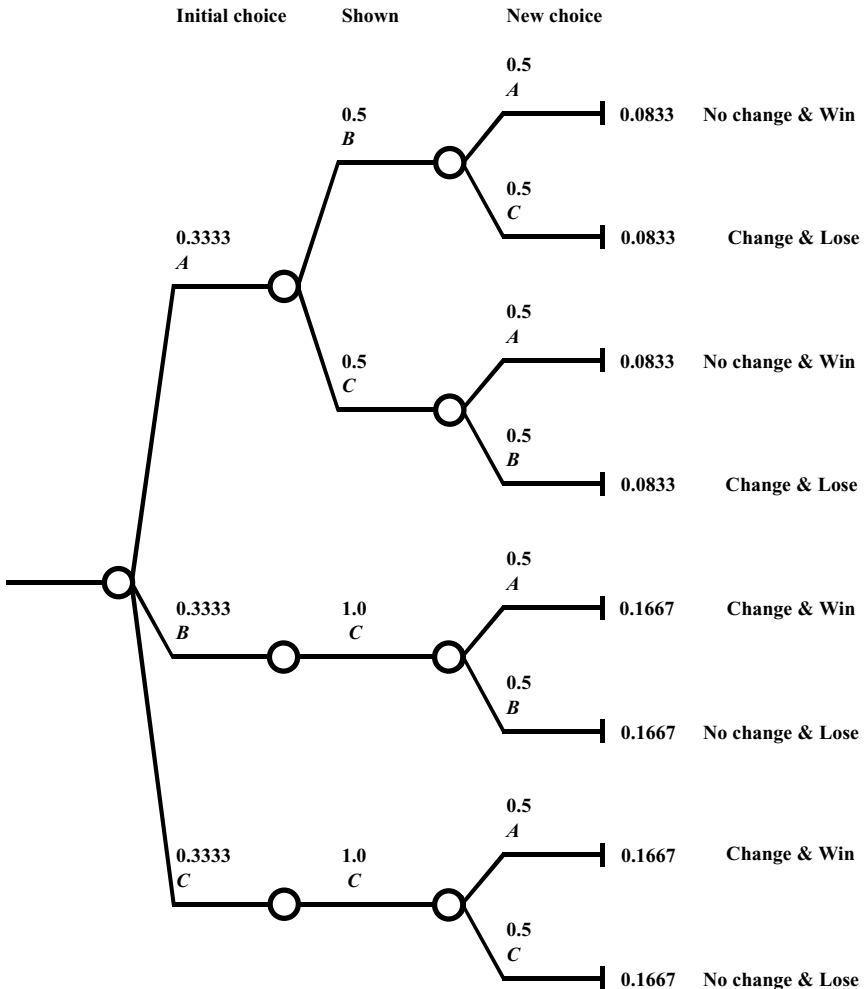 Initial choice Shown New choice
0.5
A
0.5 0.0833 No change & Win
B
0.5
C
0.3333 0.0833 Change & Lose
A
0.5
A
0.5 0.0833 No change & Win
C
0.5
B
0.0833 Change & Lose
0.5
A
0.3333 1.0 0.1667 Change & Win
B C
0.5
B
0.1667 No change & Lose
0.5
A
0.3333 1.0 0.1667 Change & Win
C C
0.5
C
0.1667 No change & Lose